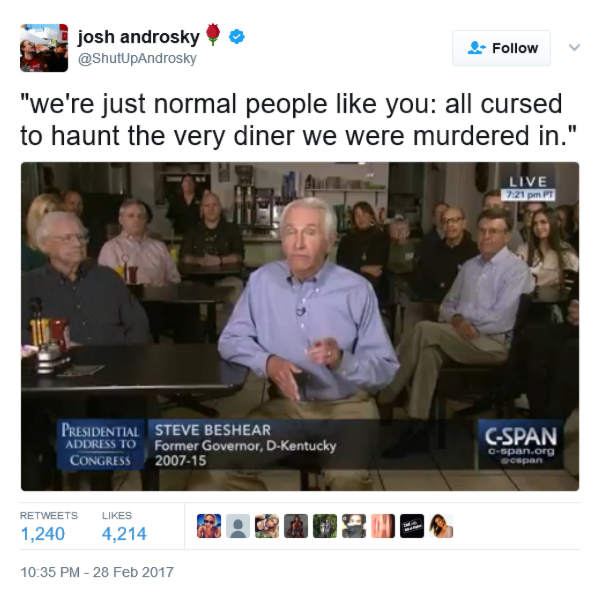 josh androsky🌹
@ShutUpAndrosky
Follow
"we're just normal people like you: all cursed
to haunt the very diner we were murdered in."
LIVE
7:21 pm PT
PRESIDENTIAL
ADDRESS TO
CONGRESS
STEVE BESHEAR
Former Governor, D-Kentucky
2007-15
C-SPAN
c-span.org
@cspan
RETWEETS
1,240
LIKES
4,214
10:35 PM - 28 Feb 2017